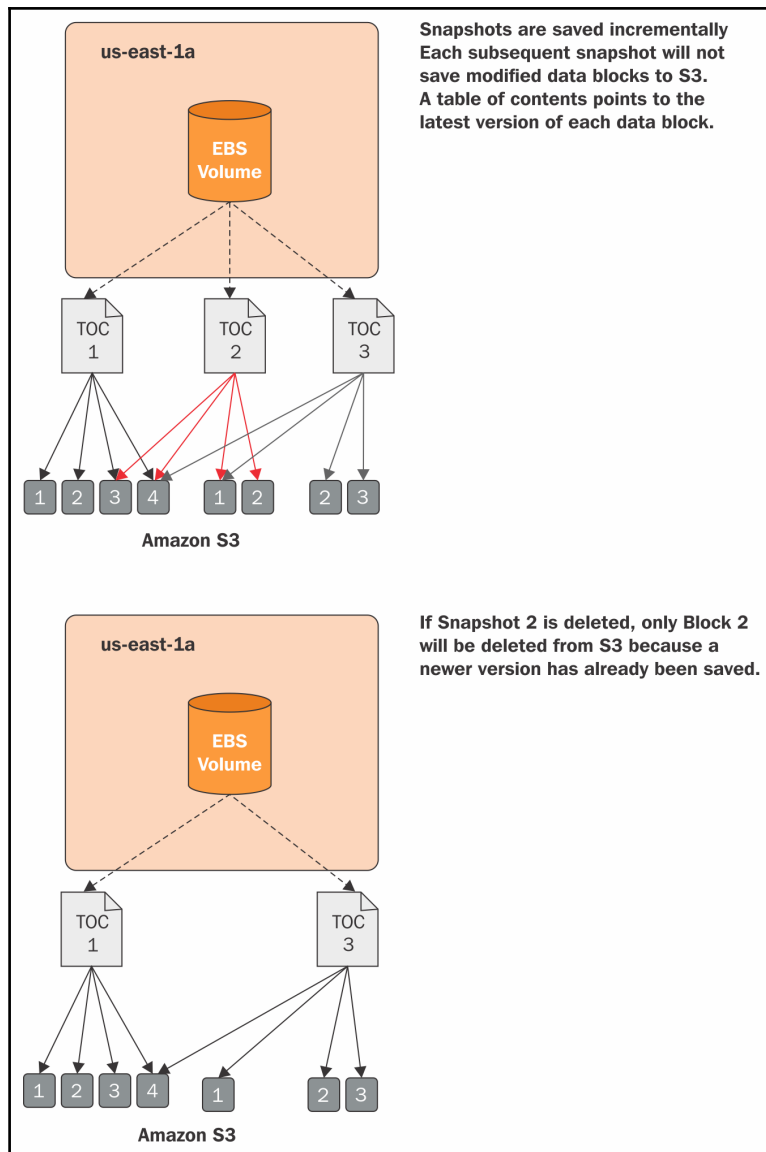 us-east-1a
Snapshots are saved incrementally
Each subsequent snapshot will not
save modified data blocks to S3.
A table of contents points to the
latest version of each data block.
EBS
Volume
TOC
1
TOC
2
TOC
3
1 2 3 4 1 2 2 3
Amazon S3
us-east-1a
If Snapshot 2 is deleted, only Block 2
will be deleted from S3 because a
newer version has already been saved.
EBS
Volume
TOC
1
TOC
3
1 2 3 4 1 2 3
Amazon S3